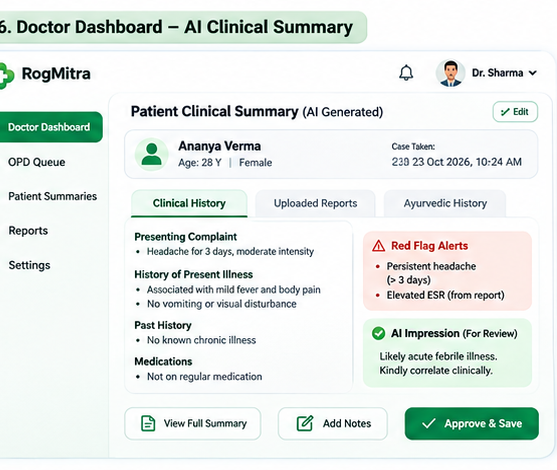 6. Doctor Dashboard – AI Clinical Summary
RogMitra
Dr. Sharma
Doctor Dashboard
OPD Queue
Patient Summaries
Reports
Settings
Patient Clinical Summary (AI Generated)
Edit
Ananya Verma
Age: 28 Y | Female
Case Taken:
23 Oct 2026, 10:24 AM
Clinical History
Uploaded Reports
Ayurvedic History
Presenting Complaint
• Headache for 3 days, moderate intensity
History of Present Illness
• Associated with mild fever and body pain
• No vomiting or visual disturbance
Past History
• No known chronic illness
Medications
• Not on regular medication
Red Flag Alerts
• Persistent headache
(> 3 days)
• Elevated ESR (from report)
AI Impression (For Review)
Likely acute febrile illness.
Kindly correlate clinically.
View Full Summary
Add Notes
Approve & Save